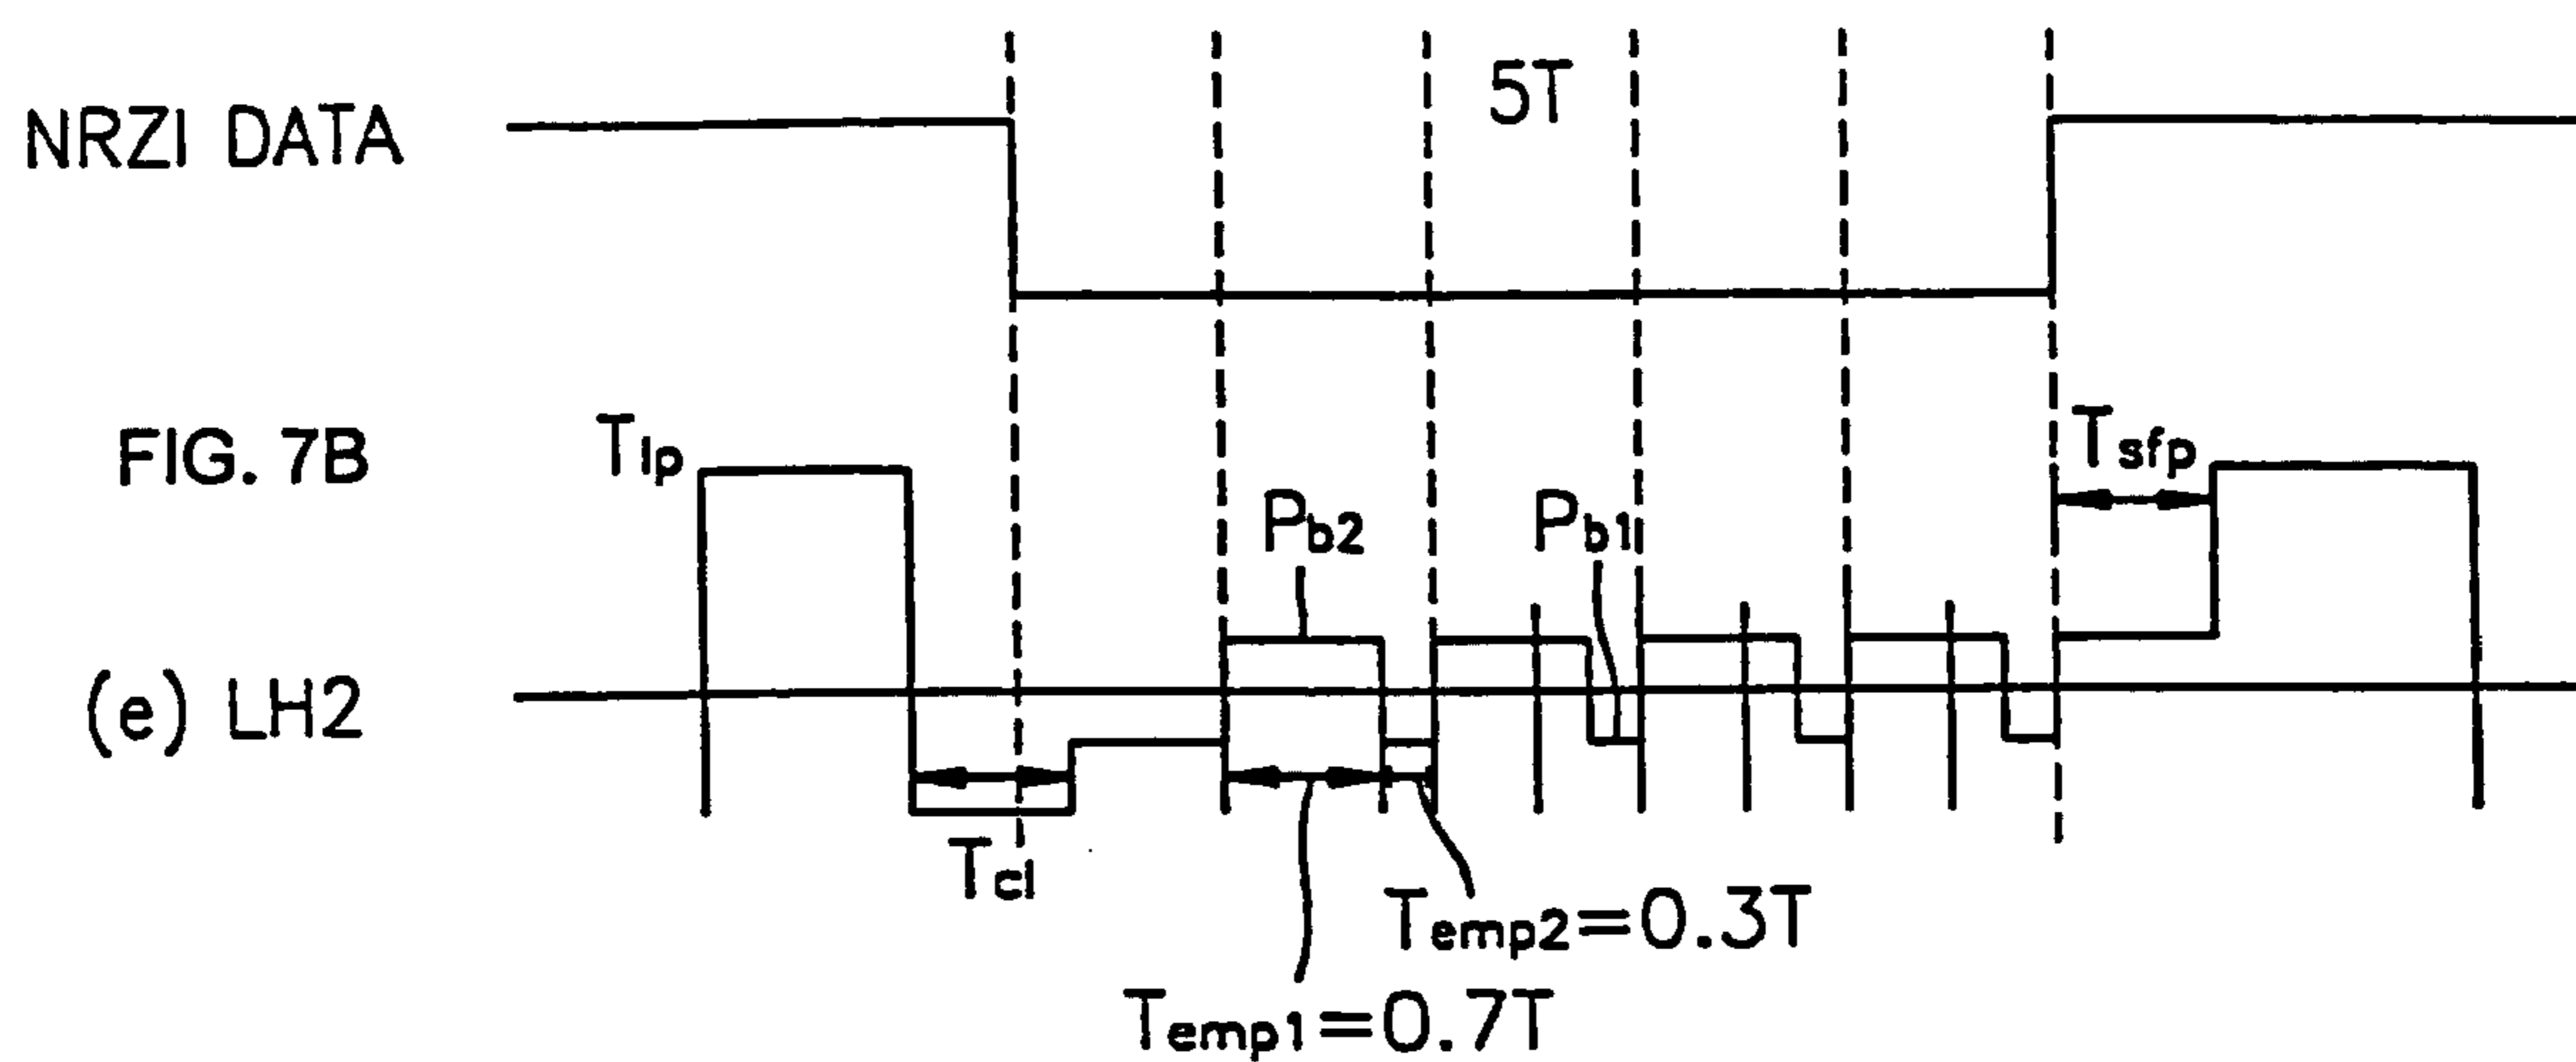 5T
NRZI DATA
FIG. 7B
Tlp
Tsfp
Pb2
Pb1
(e) LH2
Tcl
Temp2=0.3T
Temp1=0.7T